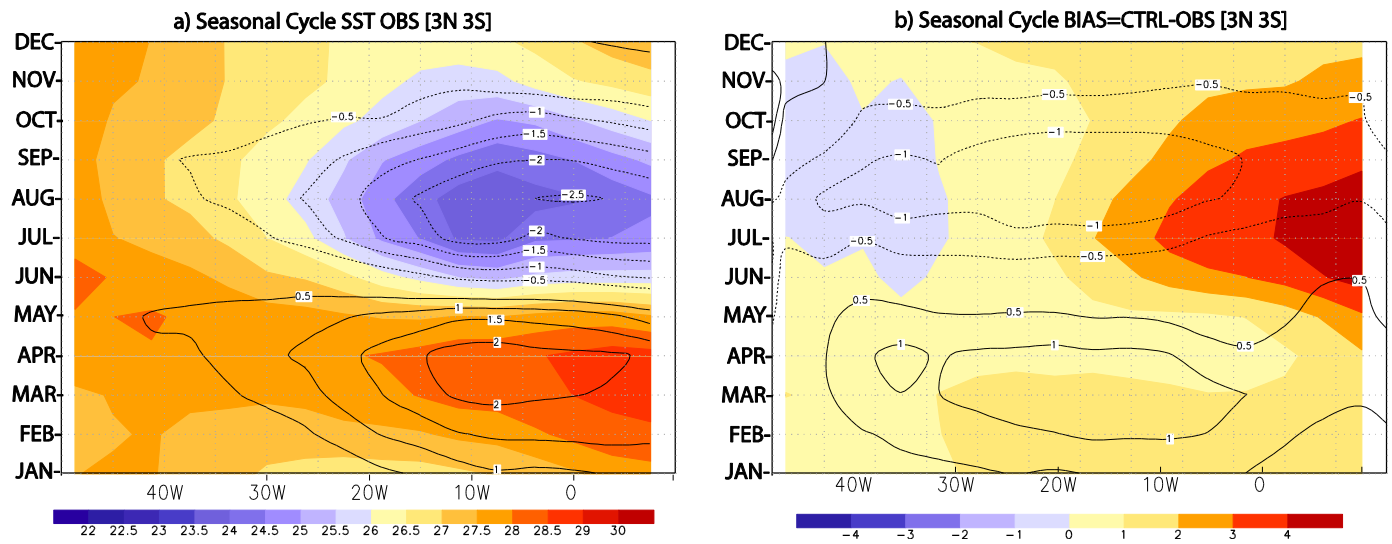 a) Seasonal Cycle SST OBS [3N 3S]
DEC
NOV
OCT
SEP
AUG
JUL
JUN
MAY
APR
MAR
FEB
JAN
-0.5
-1
-1.5
-2
-2.5
-2
-1.5
-1
-0.5
0.5
1
1.5
2
2
1
40W 30W 20W 10W 0
22 22.5 23 23.5 24 24.5 25 25.5 26 26.5 27 27.5 28 28.5 29 29.5 30
b) Seasonal Cycle BIAS=CTRL-OBS [3N 3S]
DEC
NOV
OCT
SEP
AUG
JUL
JUN
MAY
APR
MAR
FEB
JAN
-0.5 -0.5 -0.5 -0.5
-1 -1
-1 -1
-0.5 -0.5
0.5
0.5 0.5
1 1 0.5
1
40W 30W 20W 10W 0
-4 -3 -2 -1 0 1 2 3 4